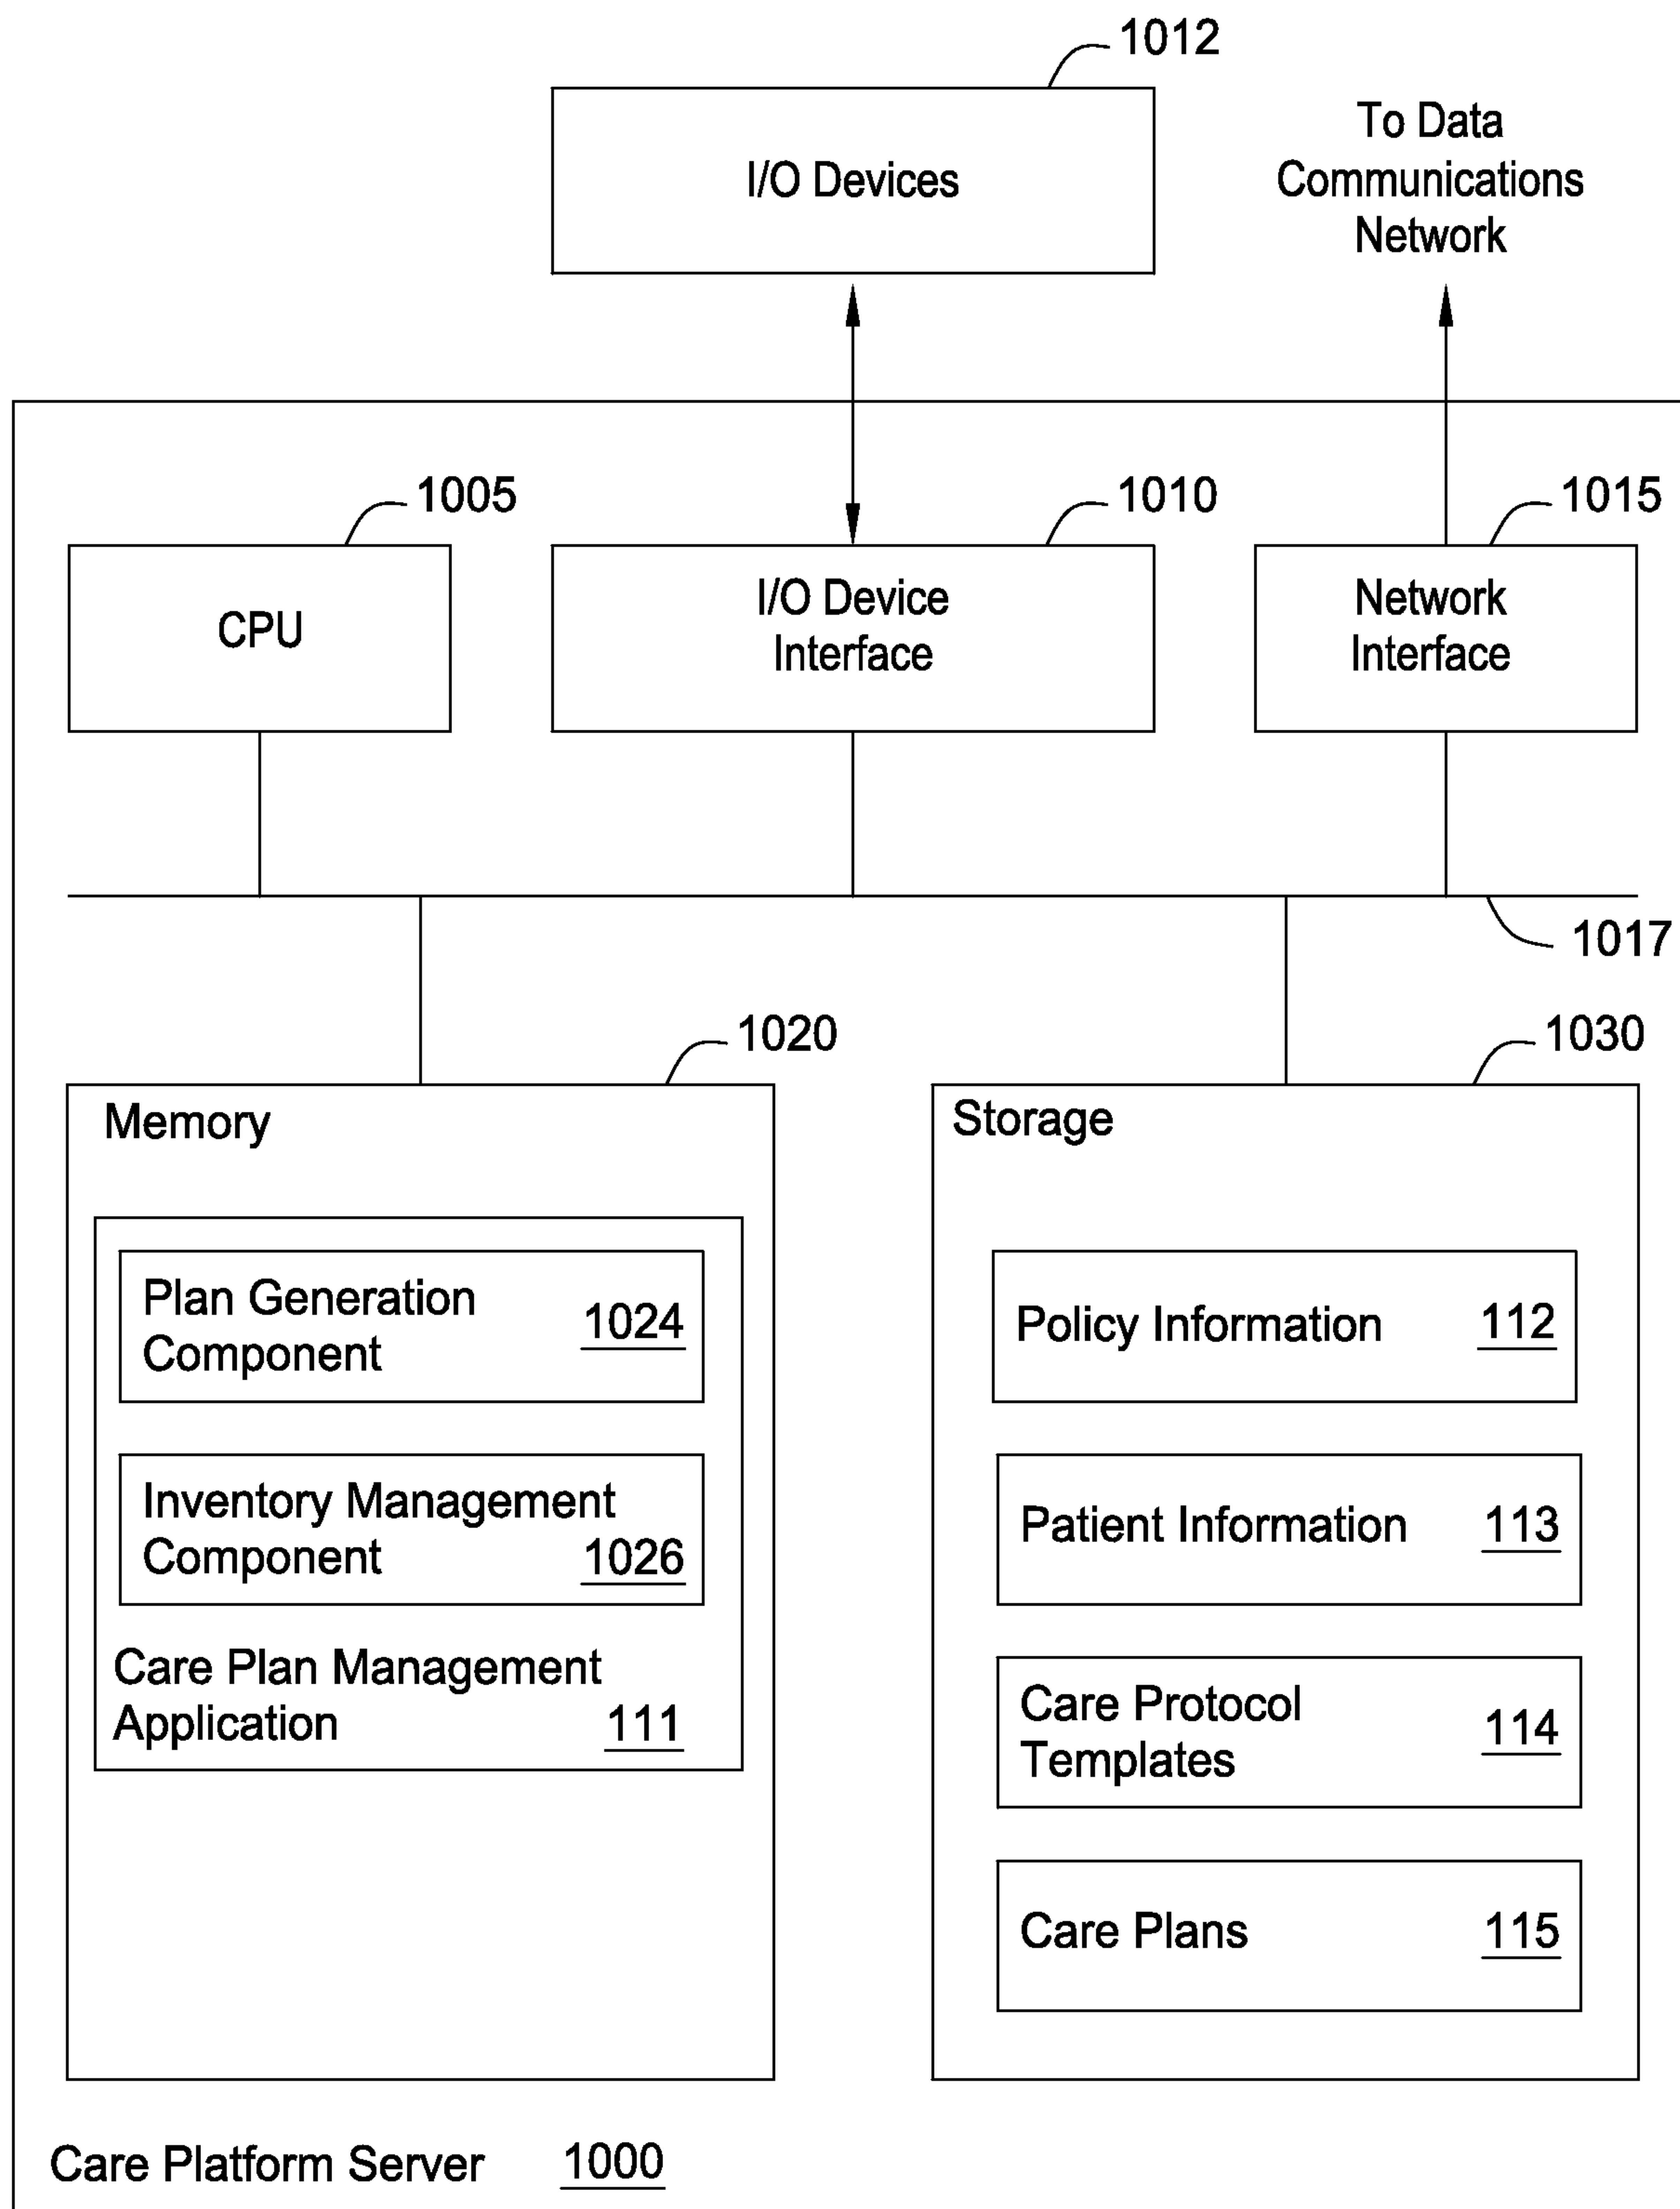 1012
I/O Devices
To Data
Communications
Network
1005
1010
1015
CPU
I/O Device
Interface
Network
Interface
1017
1020
1030
Memory
Storage
Plan Generation
Component 1024
Inventory Management
Component 1026
Care Plan Management
Application 111
Policy Information 112
Patient Information 113
Care Protocol
Templates 114
Care Plans 115
Care Platform Server 1000